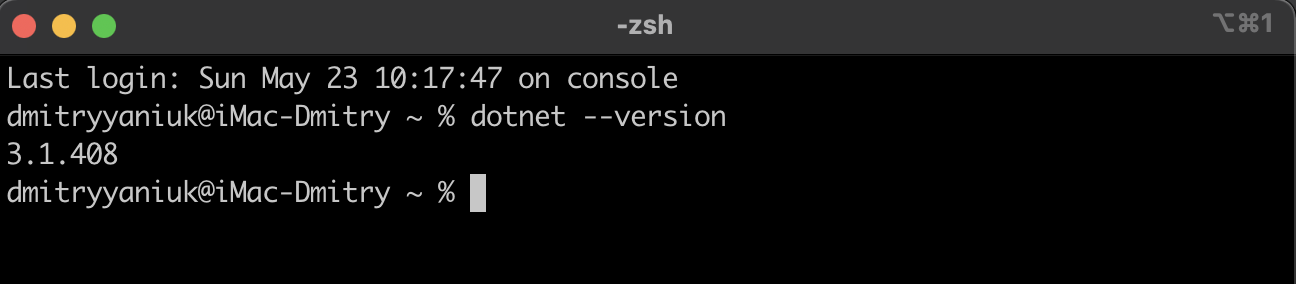 -zsh
⌥⌘1
Last login: Sun May 23 10:17:47 on console
dmitryyaniuk@iMac-Dmitry ~ % dotnet --version
3.1.408
dmitryyaniuk@iMac-Dmitry ~ %